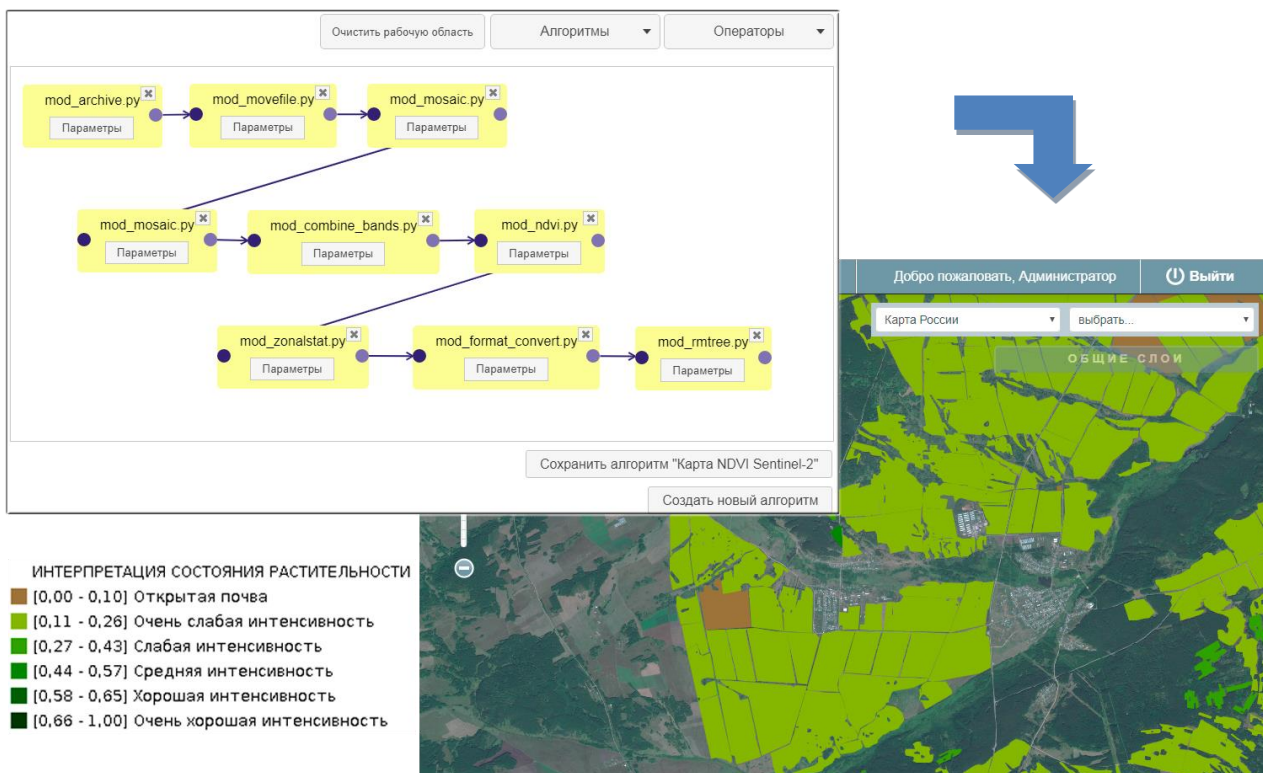 Очистить рабочую область
Алгоритмы
Операторы
mod_archive.py
Параметры
mod_movefile.py
Параметры
mod_mosaic.py
Параметры
mod_mosaic.py
Параметры
mod_combine_bands.py
Параметры
mod_ndvi.py
Параметры
mod_zonalstat.py
Параметры
mod_format_convert.py
Параметры
mod_rmtree.py
Параметры
Сохранить алгоритм "Карта NDVI Sentinel-2"
Создать новый алгоритм
Добро пожаловать, Администратор
Выйти
Карта России
выбрать...
ОБЩИЕ СЛОИ
ИНТЕРПРЕТАЦИЯ СОСТОЯНИЯ РАСТИТЕЛЬНОСТИ
[0,00 - 0,10] Открытая почва
[0,11 - 0,26] Очень слабая интенсивность
[0,27 - 0,43] Слабая интенсивность
[0,44 - 0,57] Средняя интенсивность
[0,58 - 0,65] Хорошая интенсивность
[0,66 - 1,00] Очень хорошая интенсивность